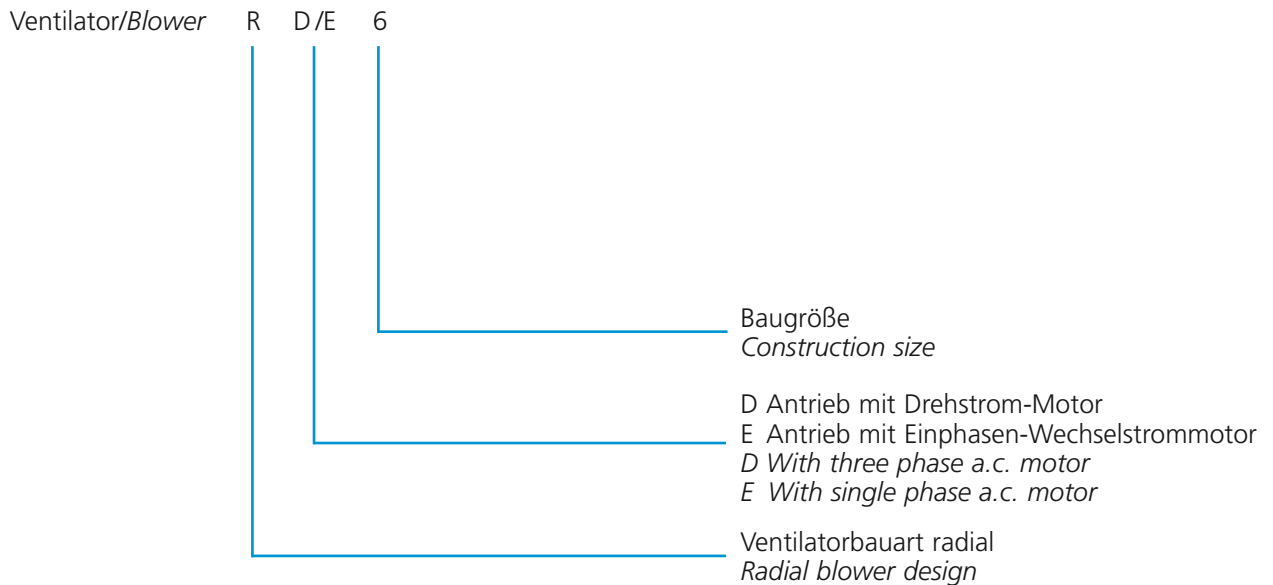 Ventilator/Blower R D/E 6
Baugröße
Construction size
D Antrieb mit Drehstrom-Motor
E Antrieb mit Einphasen-Wechselstrommotor
D With three phase a.c. motor
E With single phase a.c. motor
Ventilatorbauart radial
Radial blower design